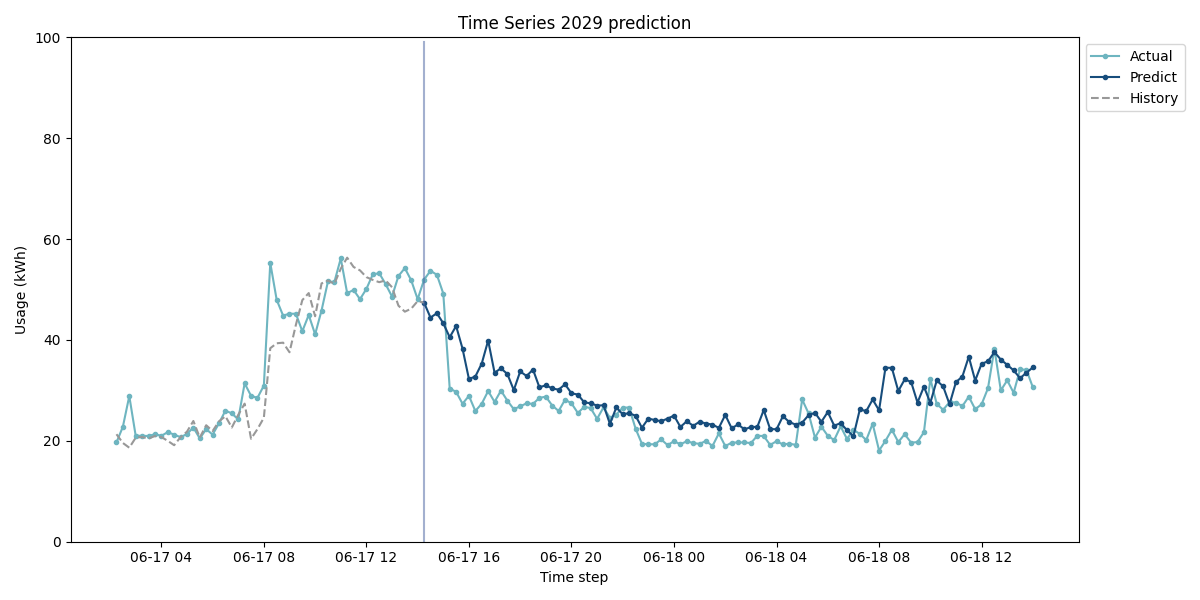 Time Series 2029 prediction
100
80
60
40
20
0
Usage (kWh)
06-17 04
06-17 08
06-17 12
06-17 16
06-17 20
06-18 00
06-18 04
06-18 08
06-18 12
Time step
Actual
Predict
History